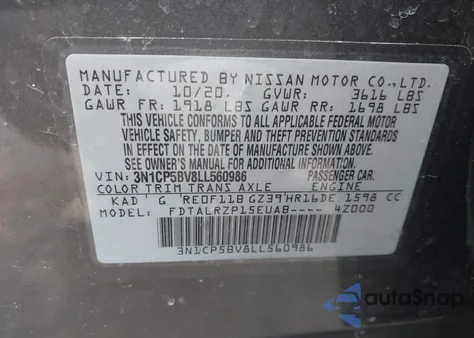 MANUFACTURED BY NISSAN MOTOR CO., LTD.
DATE: 10/20. GVWR: 3616 LBS
GAWR FR: 1918 LBS GAWR RR: 1698 LBS
THIS VEHICLE CONFORMS TO ALL APPLICABLE FEDERAL MOTOR
VEHICLE SAFETY, BUMPER AND THEFT PREVENTION STANDARDS
IN EFFECT ON THE DATE OF MANUFACTURE SHOWN ABOVE.
SEE OWNER'S MANUAL FOR ADDITIONAL INFORMATION.
VIN: 3N1CP5BV8LL560986 PASSENGER CAR.
COLOR TRIM TRANS AXLE ENGINE
KAD G RE0F11B GZ39 HR16DE 1598 CC
MODEL: FDTALRZP15EUAB------ 4Z000
3N1CP5BV8LL560986
autoSnap